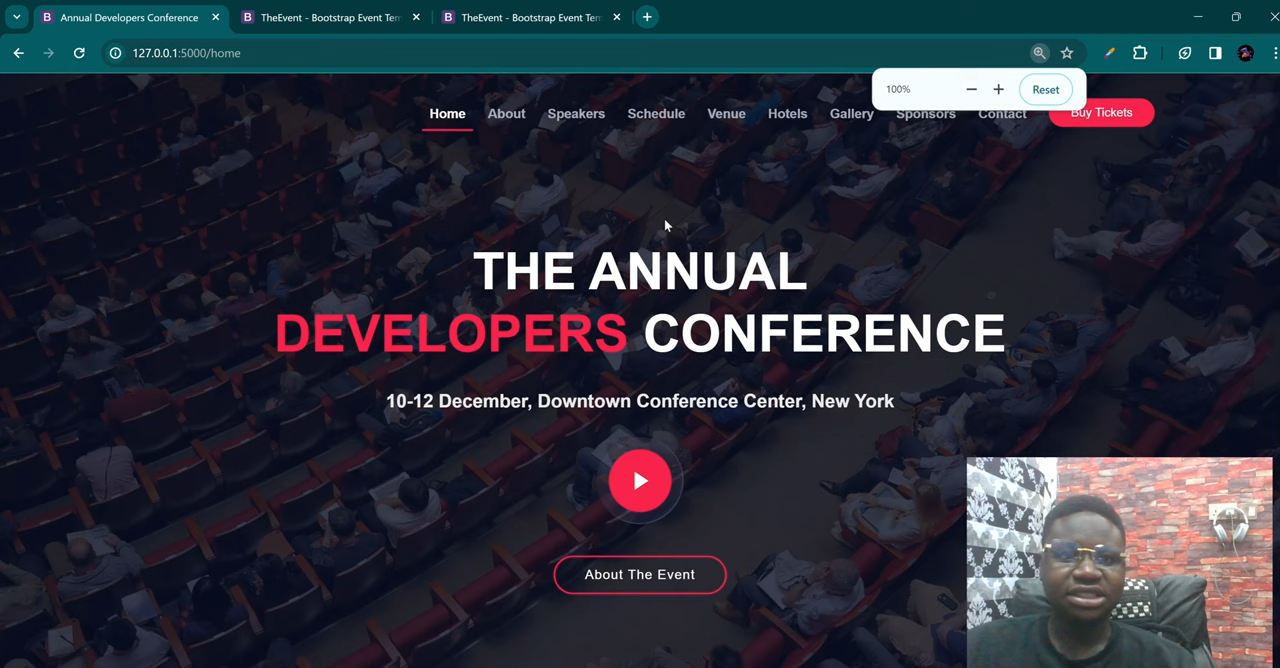 Annual Developers Conference
TheEvent - Bootstrap Event Tem
TheEvent - Bootstrap Event Tem
127.0.0.1:5000/home
100%
Reset
Home
About
Speakers
Schedule
Venue
Hotels
Gallery
Sponsors
Contact
Buy Tickets
THE ANNUAL
DEVELOPERS CONFERENCE
10-12 December, Downtown Conference Center, New York
About The Event